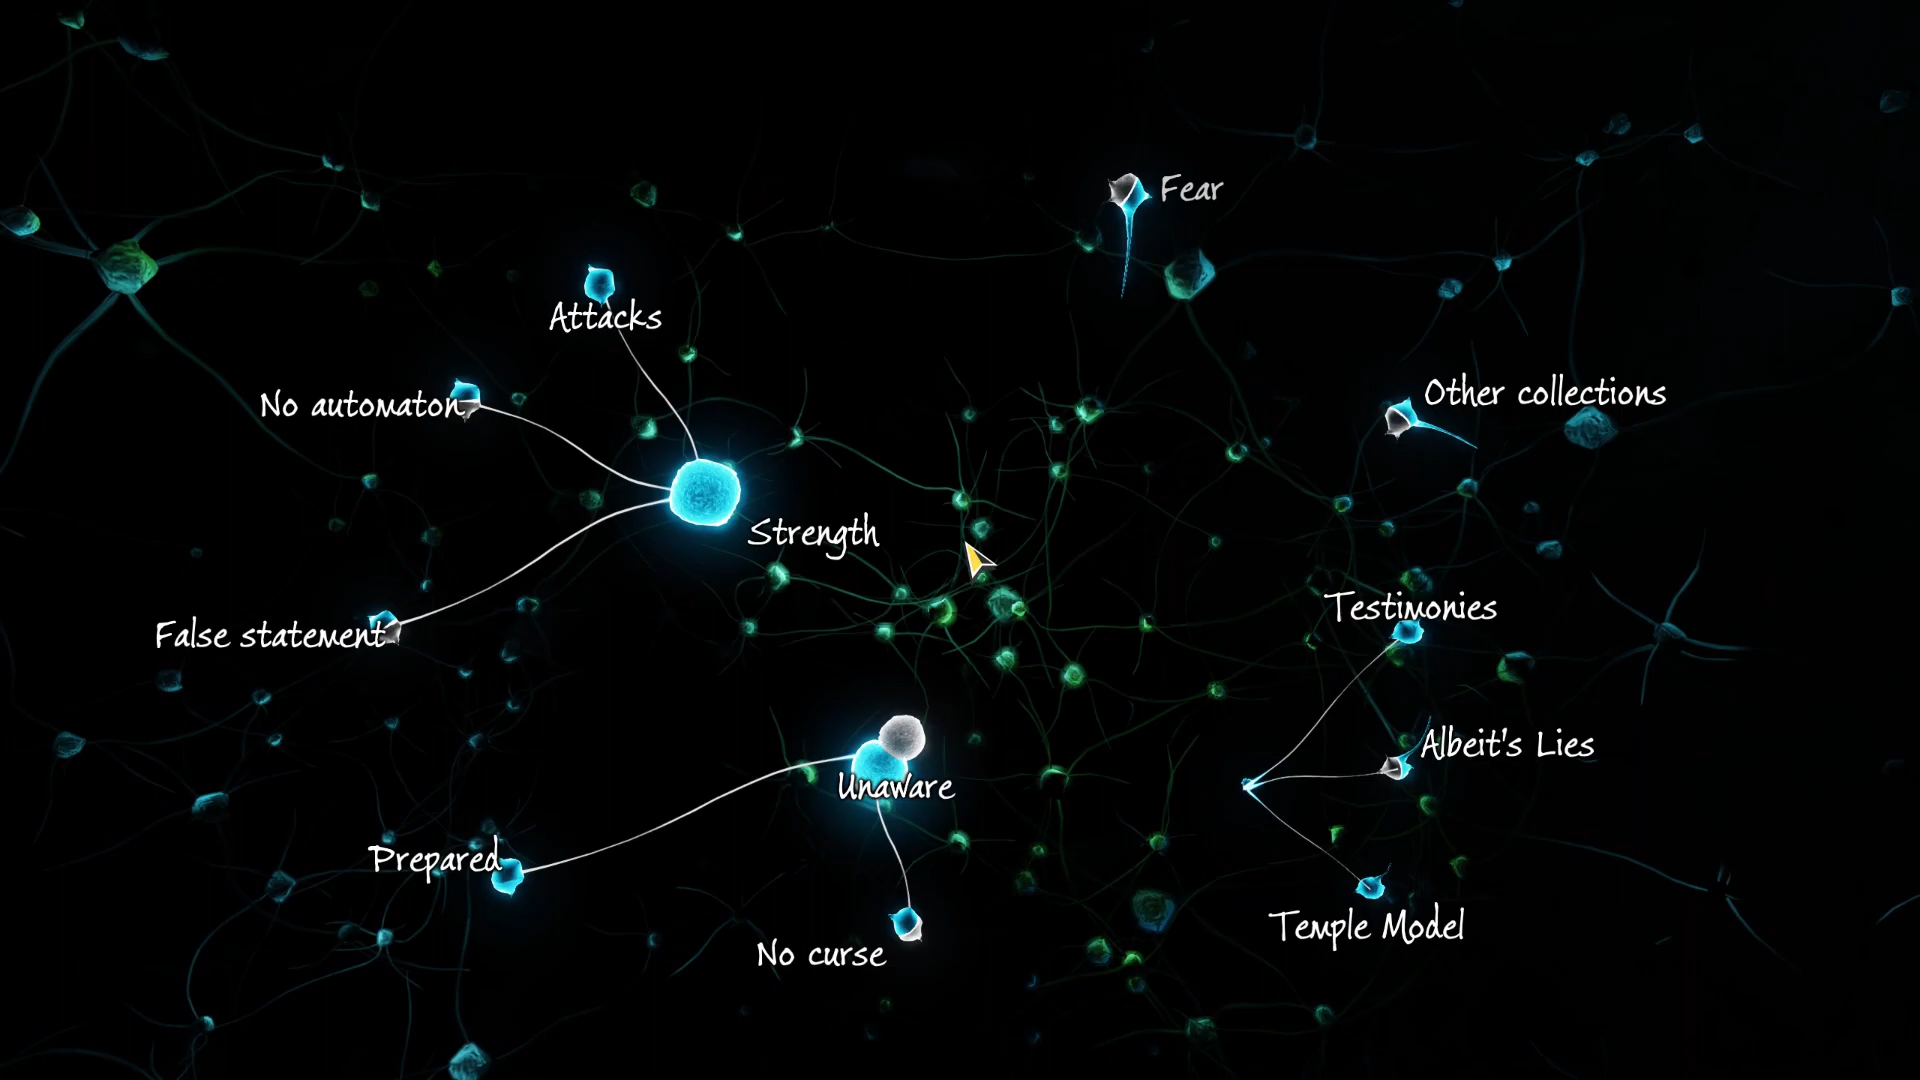 Fear
Attacks
Other collections
No automaton
Strength
Testimonies
False statement
Albeit's Lies
Unaware
Prepared
Temple Model
No curse